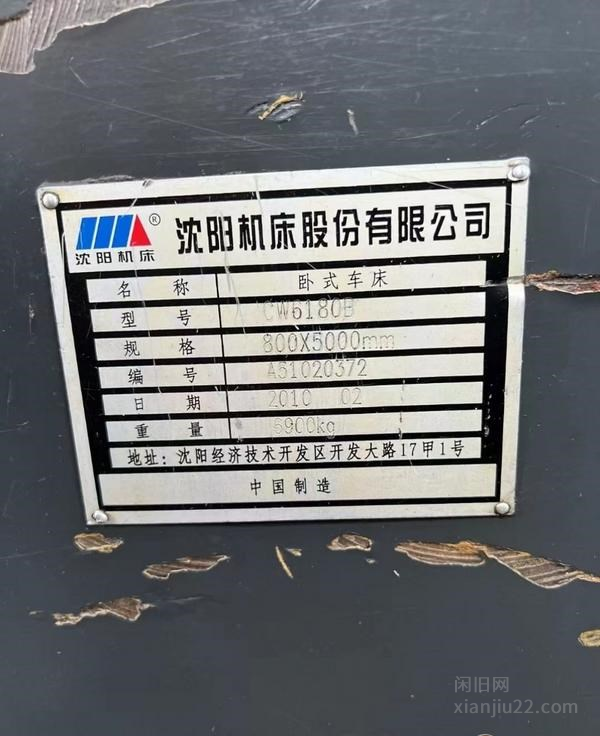 沈阳机床股份有限公司
®
沈阳机床
名 称 卧式车床
型 号 CW6180B
规 格 800X5000mm
编 号 A61020372
日 期 2010 02
重 量 6900kg
地址: 沈阳经济技术开发区开发大路17甲1号
中国制造
闲旧网
xianjiu22.com